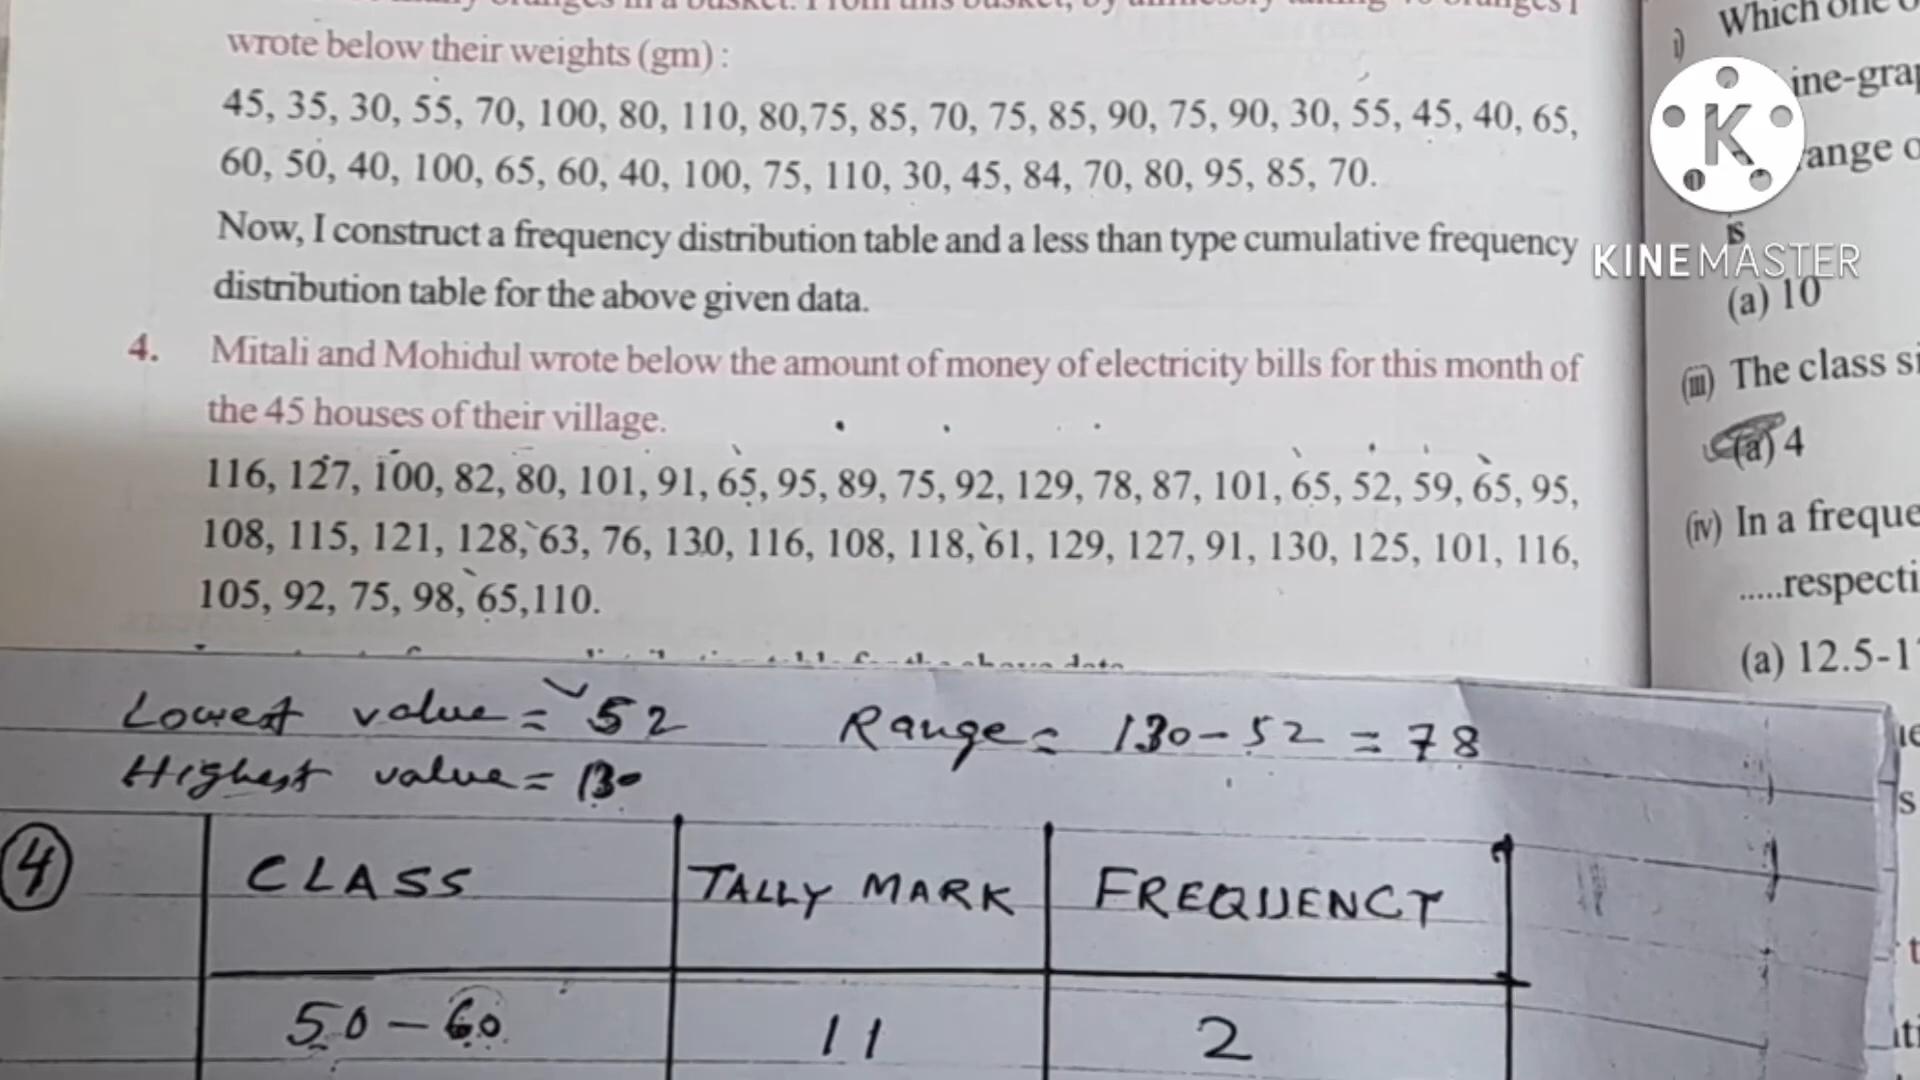 wrote below their weights (gm) :
45, 35, 30, 55, 70, 100, 80, 110, 80,75, 85, 70, 75, 85, 90, 75, 90, 30, 55, 45, 40, 65,
60, 50, 40, 100, 65, 60, 40, 100, 75, 110, 30, 45, 84, 70, 80, 95, 85, 70.
Now, I construct a frequency distribution table and a less than type cumulative frequency
distribution table for the above given data.
4. Mitali and Mohidul wrote below the amount of money of electricity bills for this month of
the 45 houses of their village.
116, 127, 100, 82, 80, 101, 91, 65, 95, 89, 75, 92, 129, 78, 87, 101, 65, 52, 59, 65, 95,
108, 115, 121, 128, 63, 76, 130, 116, 108, 118, 61, 129, 127, 91, 130, 125, 101, 116,
105, 92, 75, 98, 65,110.
Lowest value = 52 Range = 130 - 52 = 78
Highest value = 130
4 CLASS TALLY MARK FREQUENCY
50 - 60 11 2
i) Which one
K
KINEMASTER
is
(a) 10
(iii) The class
(a) 4
(iv) In a
(a) 12.5-